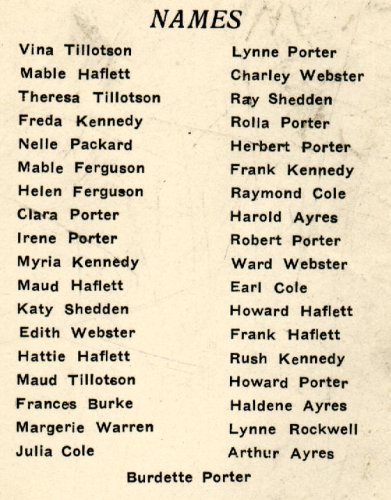 NAMES
Vina Tillotson
Mable Haflett
Theresa Tillotson
Freda Kennedy
Nelle Packard
Mable Ferguson
Helen Ferguson
Clara Porter
Irene Porter
Myria Kennedy
Maud Haflett
Katy Shedden
Edith Webster
Hattie Haflett
Maud Tillotson
Frances Burke
Margerie Warren
Julia Cole
Lynne Porter
Charley Webster
Ray Shedden
Rolla Porter
Herbert Porter
Frank Kennedy
Raymond Cole
Harold Ayres
Robert Porter
Ward Webster
Earl Cole
Howard Haflett
Frank Haflett
Rush Kennedy
Howard Porter
Haldene Ayres
Lynne Rockwell
Arthur Ayres
Burdette Porter